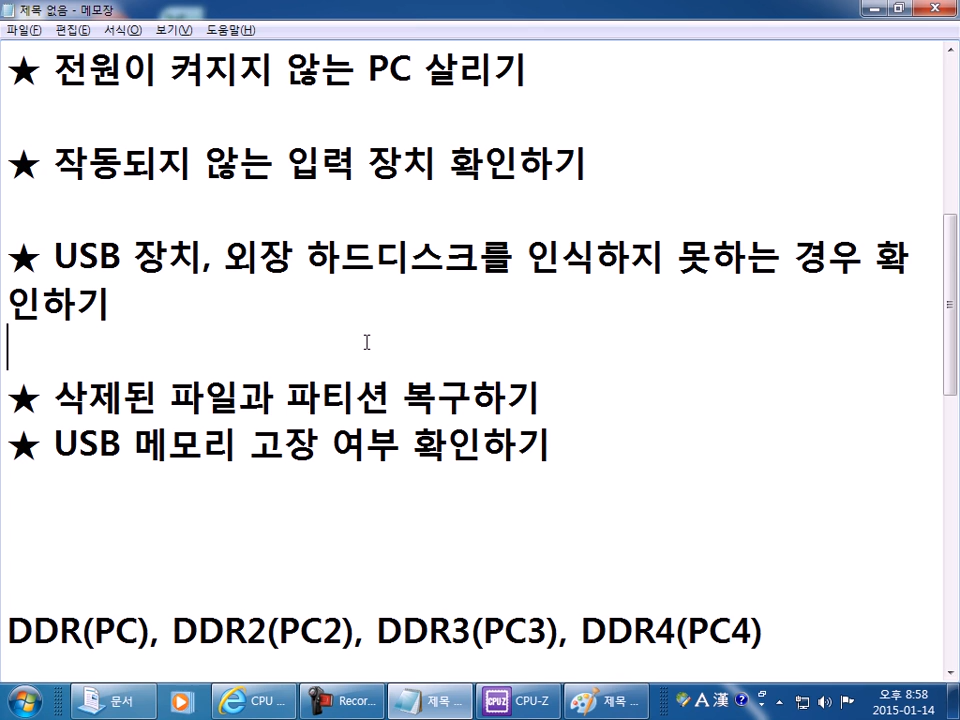 제목 없음 - 메모장
파일(F) 편집(E) 서식(O) 보기(V) 도움말(H)
★ 전원이 켜지지 않는 PC 살리기
★ 작동되지 않는 입력 장치 확인하기
★ USB 장치, 외장 하드디스크를 인식하지 못하는 경우 확
인하기
★ 삭제된 파일과 파티션 복구하기
★ USB 메모리 고장 여부 확인하기
DDR(PC), DDR2(PC2), DDR3(PC3), DDR4(PC4)
문서 CPU ... Recor... 제목 ... CPUZ CPU-Z 제목 ... A 漢 오후 8:58
2015-01-14